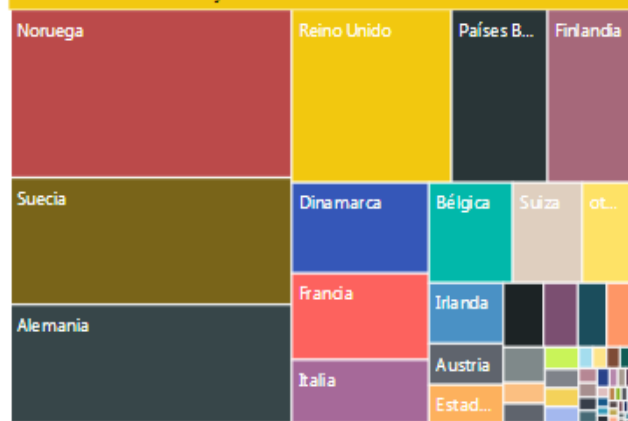 Noruega
Reino Unido
Países B...
Finlandia
Suecia
Dinamarca
Bélgica
Suiza
ot...
Francia
Irlanda
Alemania
Austria
Italia
Estad...